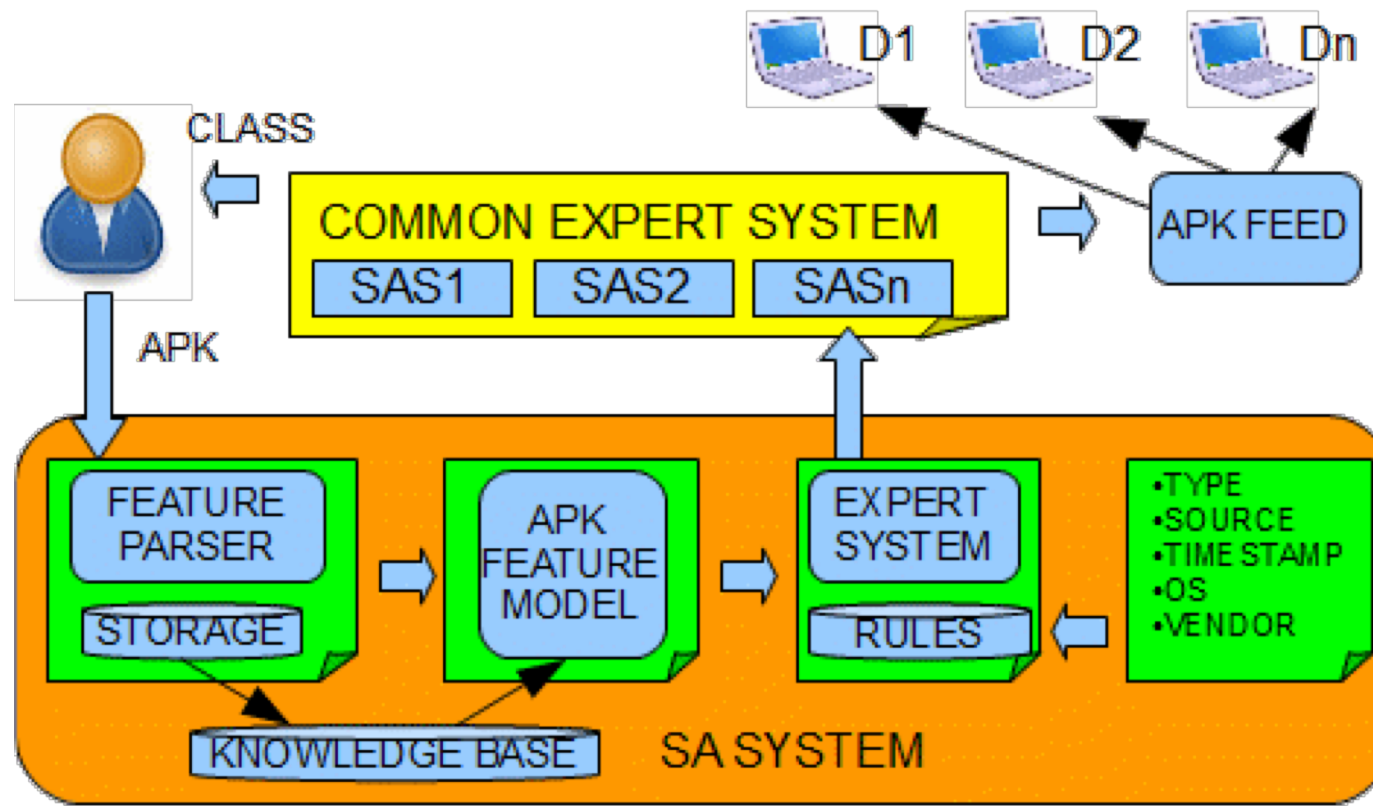 D1
D2
Dn
CLASS
COMMON EXPERT SYSTEM
SAS1
SAS2
SASn
APK FEED
APK
FEATURE
PARSER
STORAGE
APK
FEATURE
MODEL
EXPERT
SYSTEM
RULES
•TYPE
•SOURCE
•TIME STAMP
•OS
•VENDOR
KNOWLEDGE BASE
SA SYSTEM